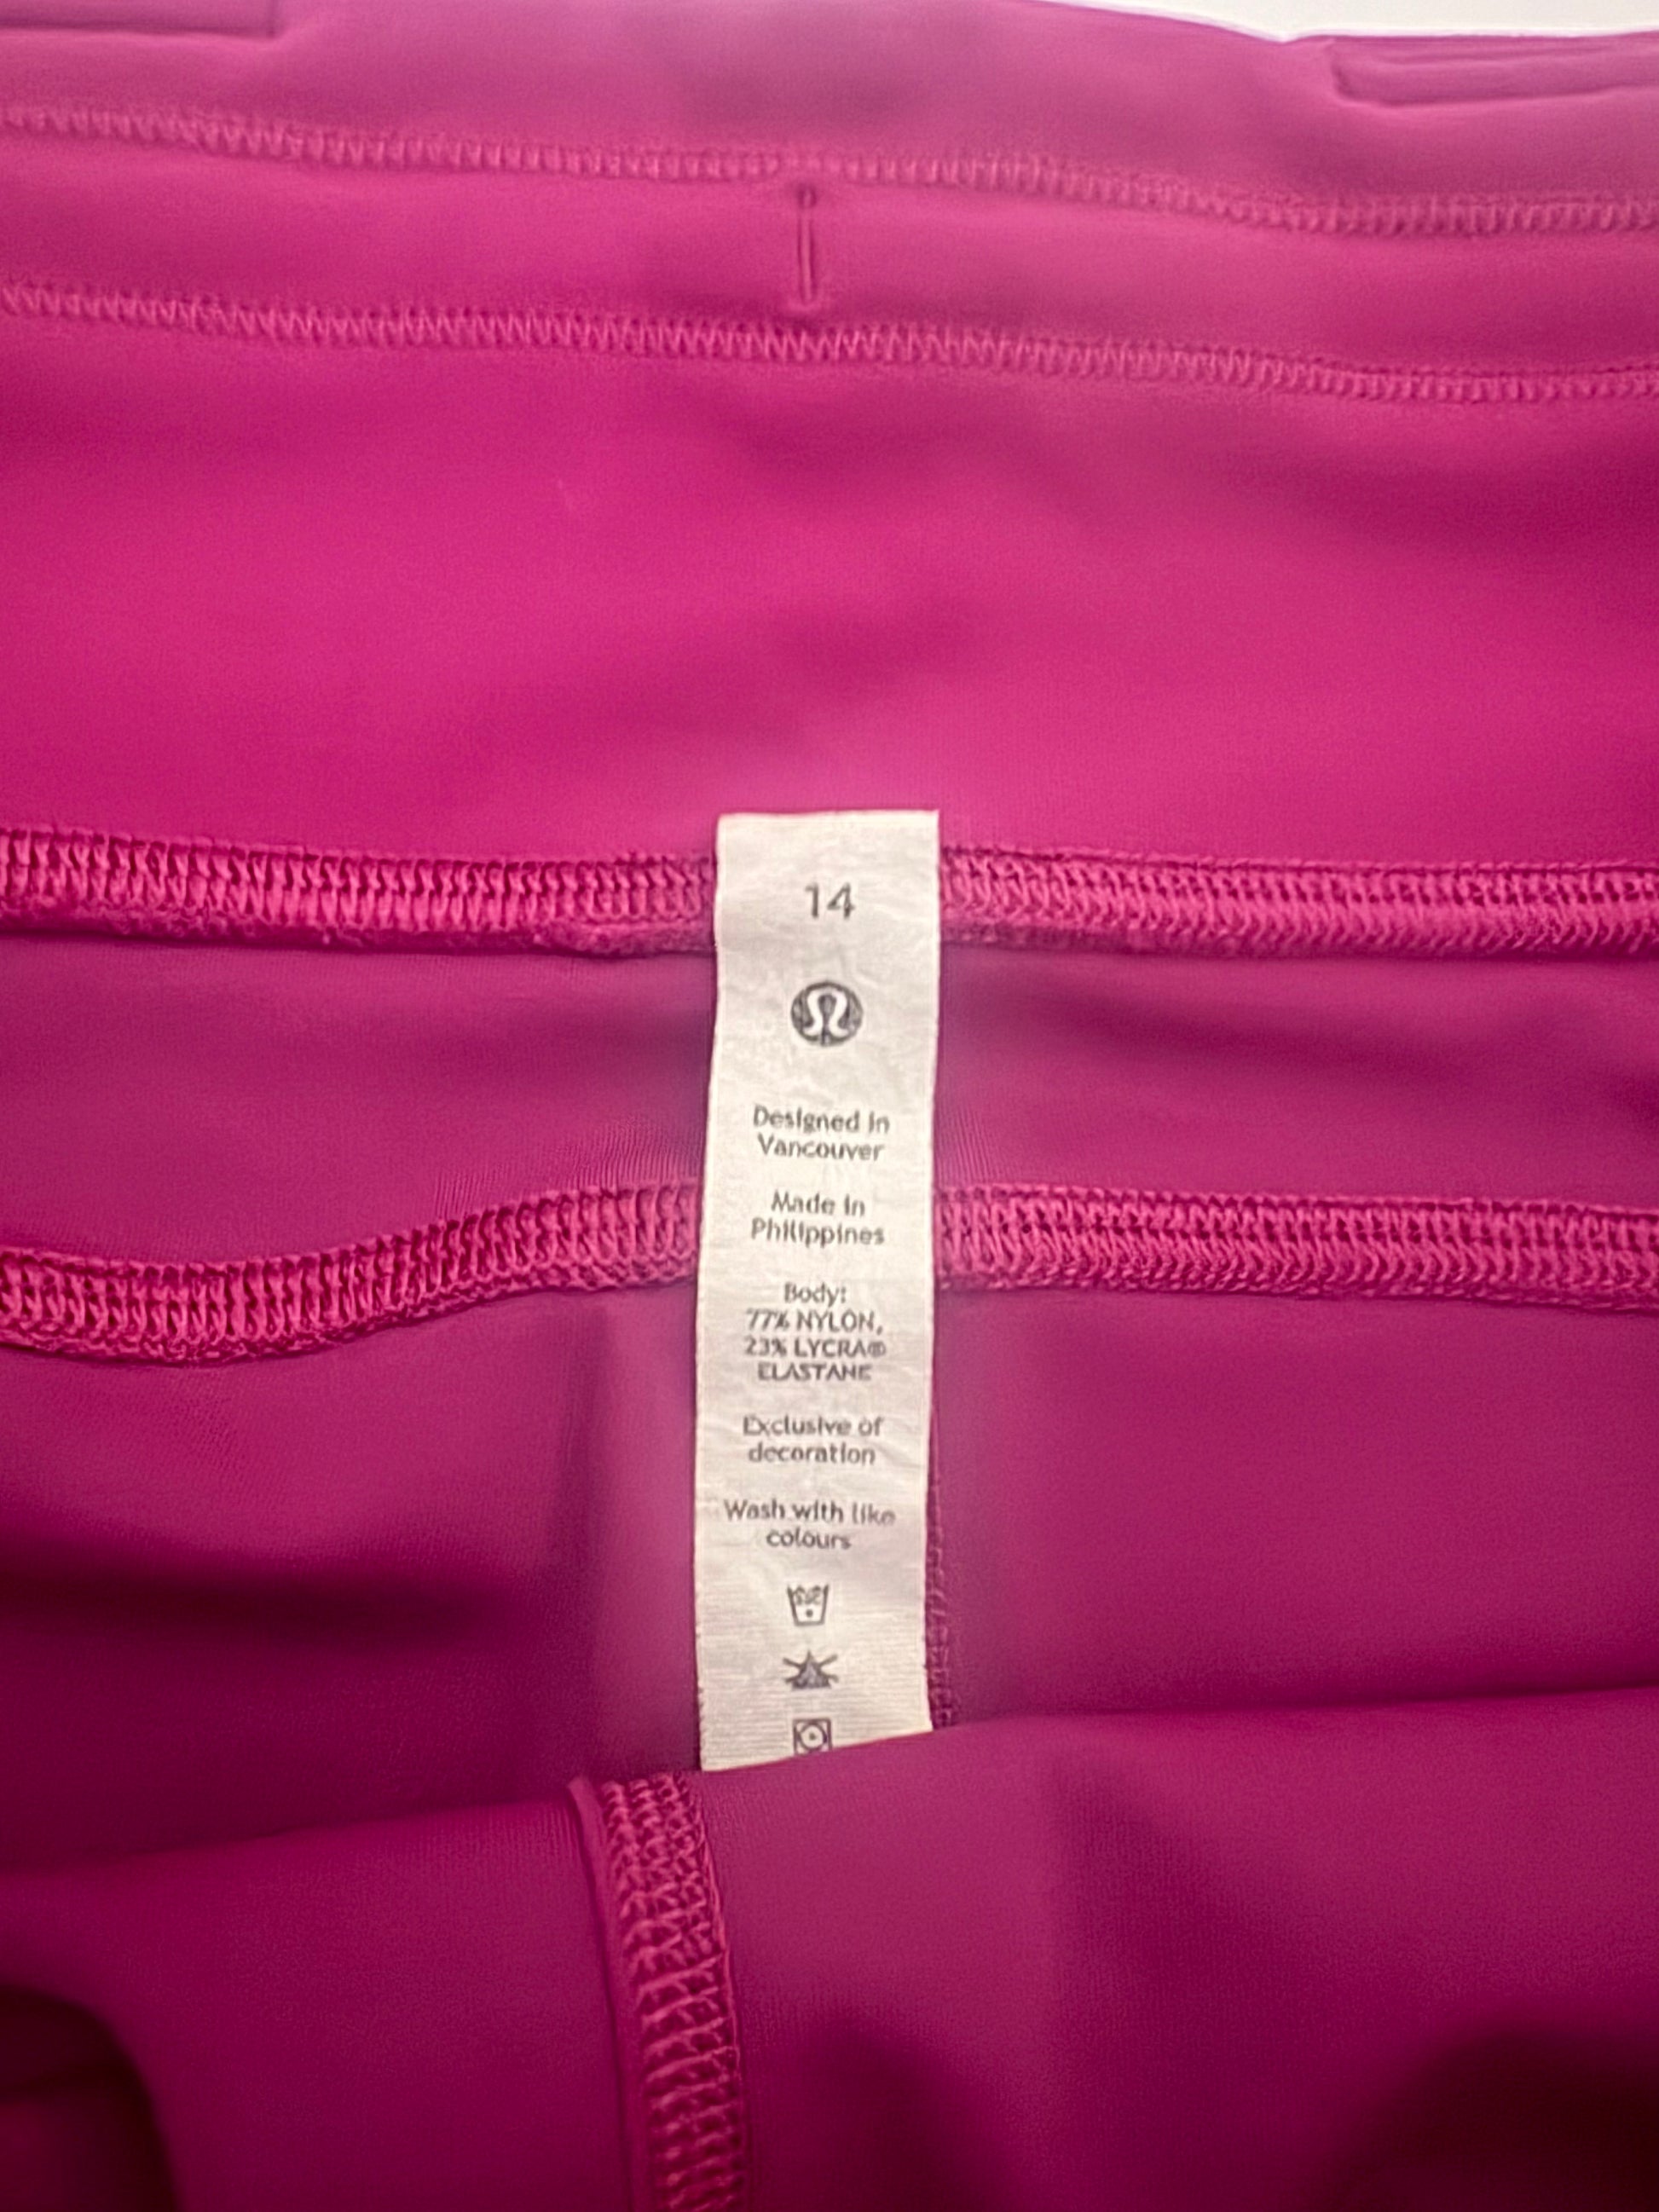 14
Designed in
Vancouver
Made in
Philippines
Body:
77% NYLON,
23% LYCRA®
ELASTANE
Exclusive of
decoration
Wash with like
colours